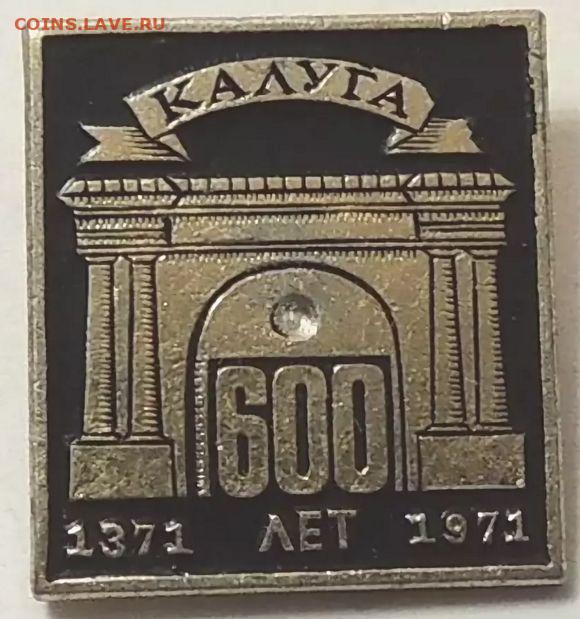 COINS.LAVE.RU
КАЛУГА
600
1371 ЛЕТ 1971